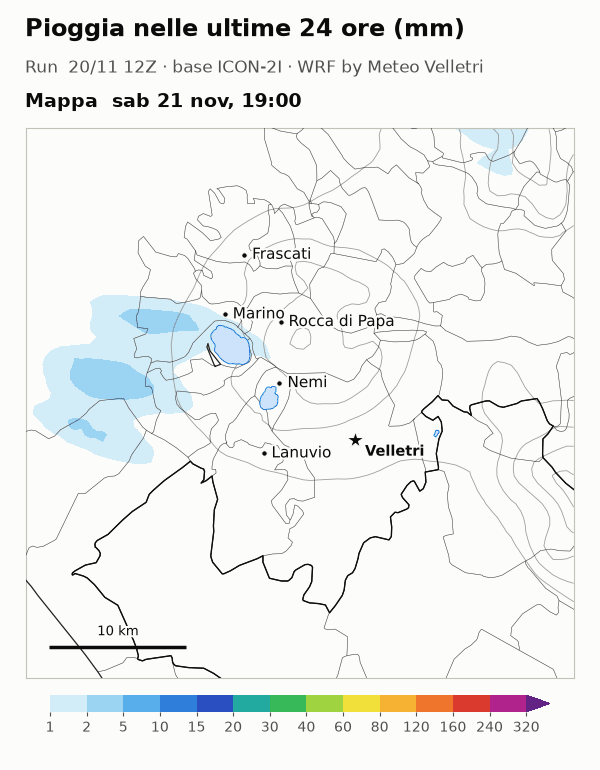 Pioggia nelle ultime 24 ore (mm)
Run  20/11 12Z · base ICON-2I · WRF by Meteo Velletri
Mappa  sab 21 nov, 19:00
Frascati
Marino
Rocca di Papa
Nemi
Velletri
Lanuvio
10 km
1 2 5 10 15 20 30 40 60 80 120 160 240 320